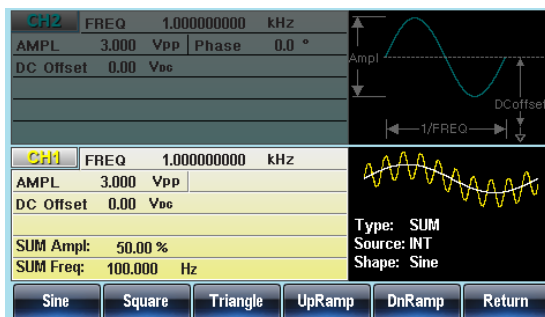 CH2 FREQ 1.000000000 kHz
AMPL 3.000 Vpp Phase 0.0 °
DC Offset 0.00 VDC
Ampl
DCoffset
1/FREQ
CH1 FREQ 1.000000000 kHz
AMPL 3.000 Vpp
DC Offset 0.00 VDC
SUM Ampl: 50.00 %
SUM Freq: 100.000 Hz
Type: SUM
Source: INT
Shape: Sine
Sine Square Triangle UpRamp DnRamp Return